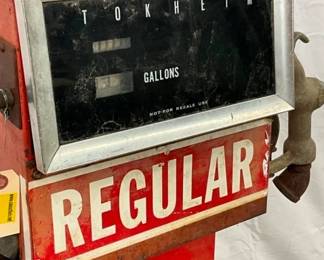 TOKHEIM
GALLONS
NOT FOR RESALE USE
REGULAR